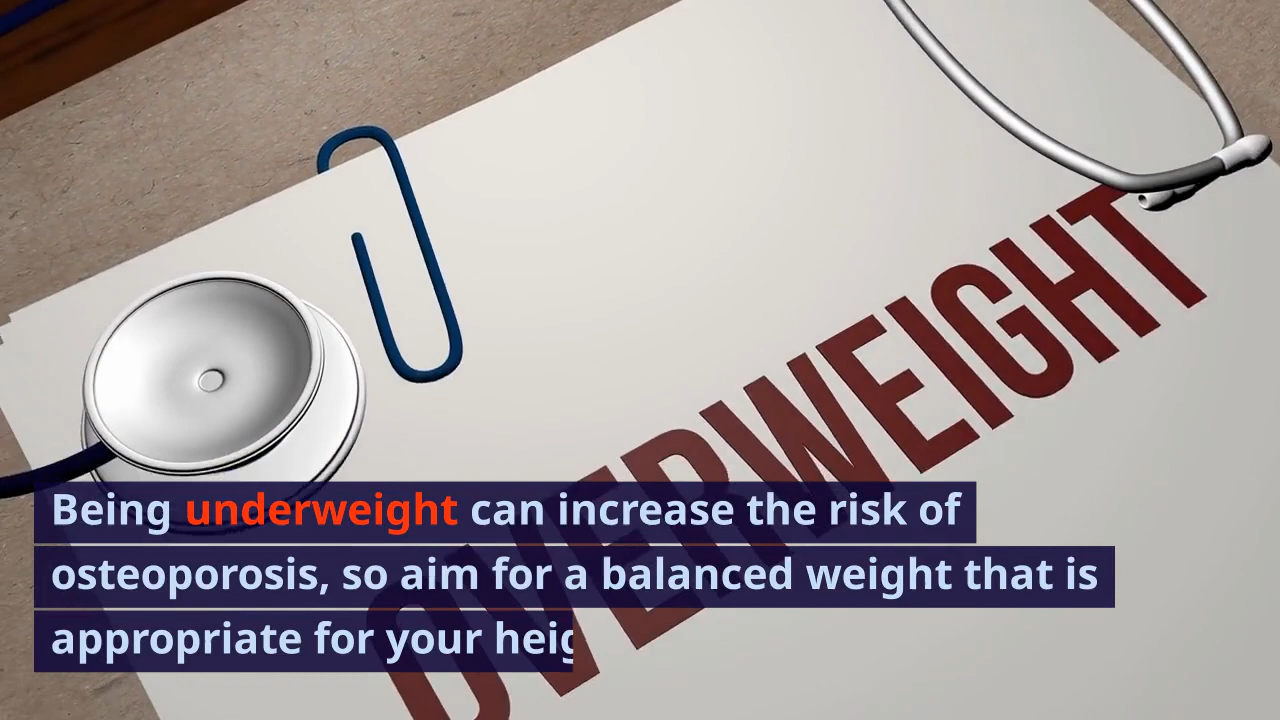 OVERWEIGHT
Being underweight can increase the risk of
osteoporosis, so aim for a balanced weight that is
appropriate for your